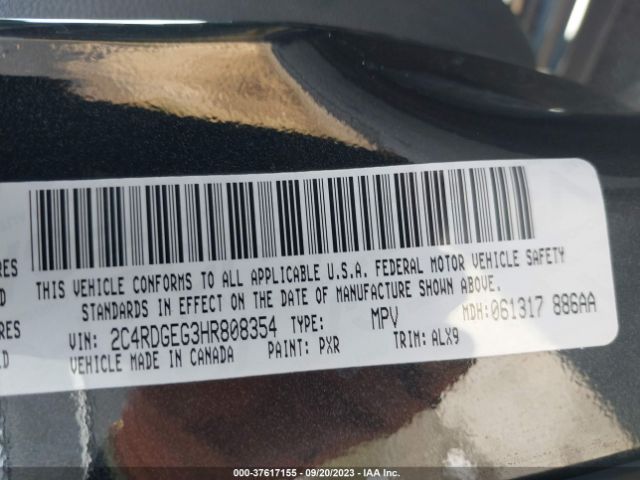 RES
THIS VEHICLE CONFORMS TO ALL APPLICABLE U.S.A. FEDERAL MOTOR VEHICLE SAFETY
STANDARDS IN EFFECT ON THE DATE OF MANUFACTURE SHOWN ABOVE.
RES
VIN: 2C4RDGEG3HR808354 TYPE: MPV MDH:061317 886AA
VEHICLE MADE IN CANADA PAINT: PXR TRIM: ALX9
000-37617155 - 09/20/2023 - IAA Inc.